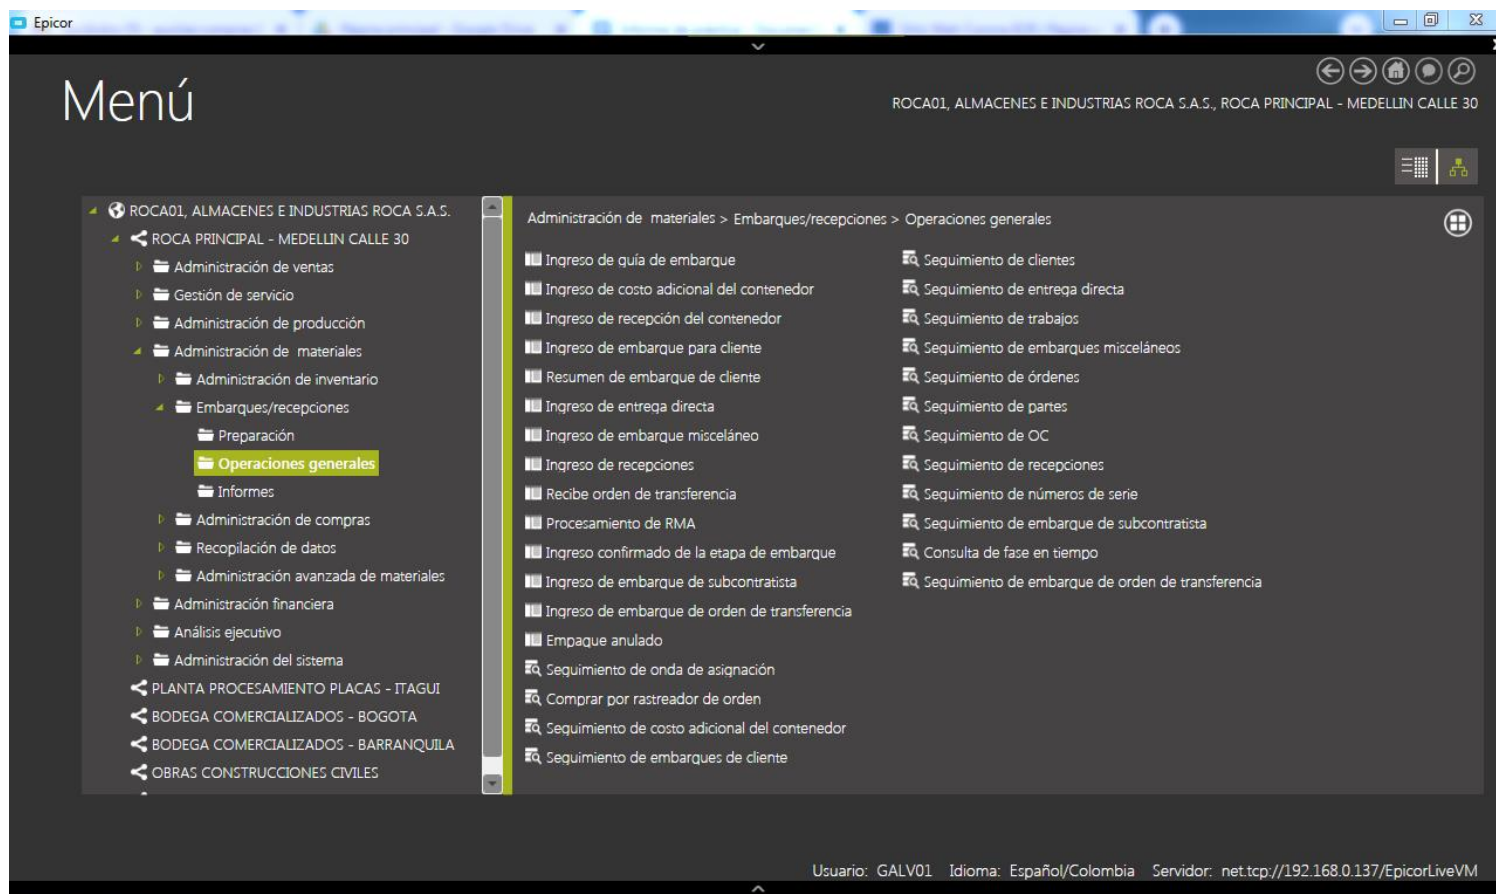 Epicor
Menú
ROCA01, ALMACENES E INDUSTRIAS ROCA S.A.S., ROCA PRINCIPAL - MEDELLIN CALLE 30
ROCA01, ALMACENES E INDUSTRIAS ROCA S.A.S.
ROCA PRINCIPAL - MEDELLIN CALLE 30
Administración de ventas
Gestión de servicio
Administración de producción
Administración de materiales
Administración de inventario
Embarques/recepciones
Preparación
Operaciones generales
Informes
Administración de compras
Recopilación de datos
Administración avanzada de materiales
Administración financiera
Análisis ejecutivo
Administración del sistema
PLANTA PROCESAMIENTO PLACAS - ITAGUI
BODEGA COMERCIALIZADOS - BOGOTA
BODEGA COMERCIALIZADOS - BARRANQUILA
OBRAS CONSTRUCCIONES CIVILES
Administración de materiales > Embarques/recepciones > Operaciones generales
Ingreso de guía de embarque
Ingreso de costo adicional del contenedor
Ingreso de recepción del contenedor
Ingreso de embarque para cliente
Resumen de embarque de cliente
Ingreso de entrega directa
Ingreso de embarque misceláneo
Ingreso de recepciones
Recibe orden de transferencia
Procesamiento de RMA
Ingreso confirmado de la etapa de embarque
Ingreso de embarque de subcontratista
Ingreso de embarque de orden de transferencia
Empaque anulado
Seguimiento de onda de asignación
Comprar por rastreador de orden
Seguimiento de costo adicional del contenedor
Seguimiento de embarques de cliente
Seguimiento de clientes
Seguimiento de entrega directa
Seguimiento de trabajos
Seguimiento de embarques misceláneos
Seguimiento de órdenes
Seguimiento de partes
Seguimiento de OC
Seguimiento de recepciones
Seguimiento de números de serie
Seguimiento de embarque de subcontratista
Consulta de fase en tiempo
Seguimiento de embarque de orden de transferencia
Usuario: GALV01 Idioma: Español/Colombia Servidor: net.tcp://192.168.0.137/EpicorLiveVM